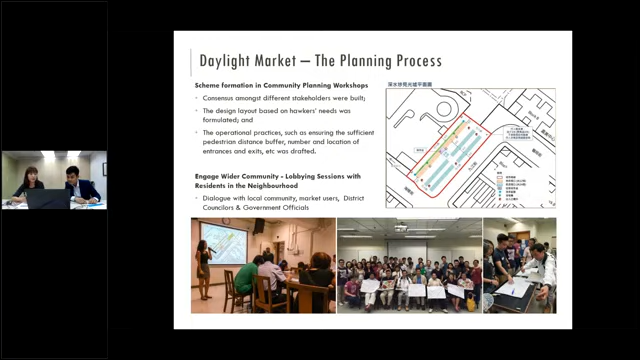 Daylight Market – The Planning Process
Scheme formation in Community Planning Workshops
Consensus amongst different stakeholders were built;
The design layout based on hawkers' needs was
formulated; and
The operational practices, such as ensuring the sufficient
pedestrian distance buffer, number and location of
entrances and exits, etc was drafted.
Engage Wider Community - Lobbying Sessions with
Residents in the Neighbourhood
Dialogue with local community, market users, District
Councilors & Government Officials